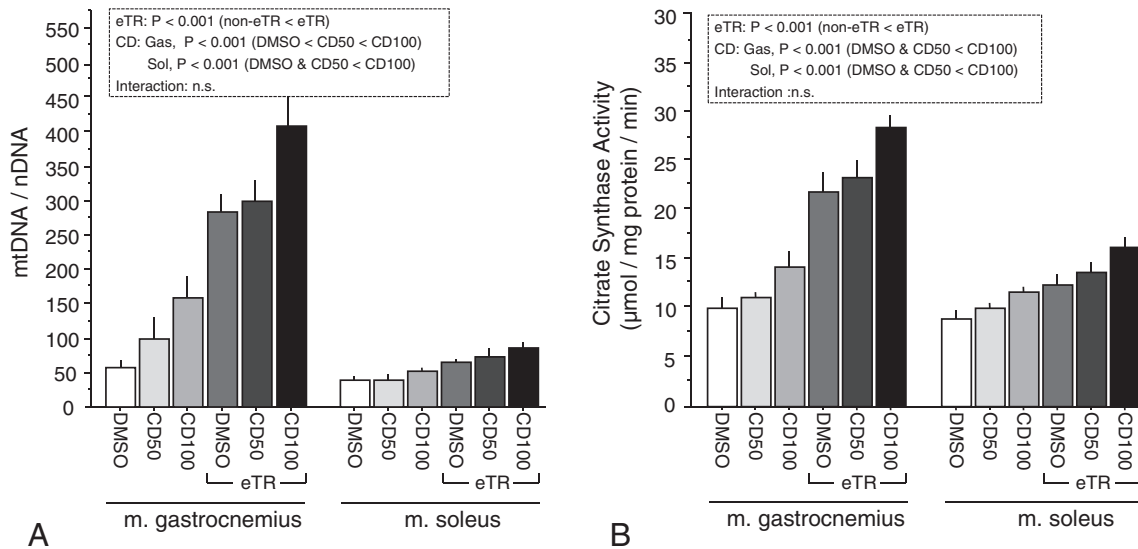 eTR: P < 0.001 (non-eTR < eTR)
CD: Gas, P < 0.001 (DMSO < CD50 < CD100)
Sol, P < 0.001 (DMSO & CD50 < CD100)
Interaction: n.s.
mtDNA / nDNA
600
550
500
450
400
350
300
250
200
150
100
50
0
DMSO
CD50
CD100
DMSO
CD50
CD100
DMSO
CD50
CD100
DMSO
CD50
CD100
eTR
eTR
m. gastrocnemius
m. soleus
A
eTR: P < 0.001 (non-eTR < eTR)
CD: Gas, P < 0.001 (DMSO & CD50 < CD100)
Sol, P < 0.001 (DMSO & CD50 < CD100)
Interaction :n.s.
Citrate Synthase Activity
(μmol / mg protein / min)
40
35
30
25
20
15
10
5
0
DMSO
CD50
CD100
DMSO
CD50
CD100
DMSO
CD50
CD100
DMSO
CD50
CD100
eTR
eTR
m. gastrocnemius
m. soleus
B